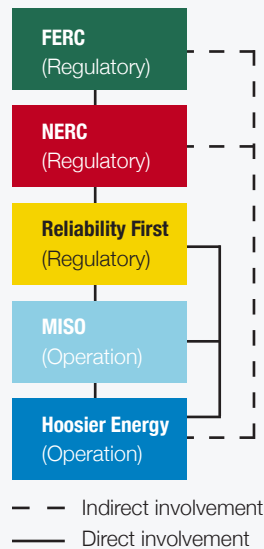 FERC
(Regulatory)
NERC
(Regulatory)
Reliability First
(Regulatory)
MISO
(Operation)
Hoosier Energy
(Operation)
Indirect involvement
Direct involvement